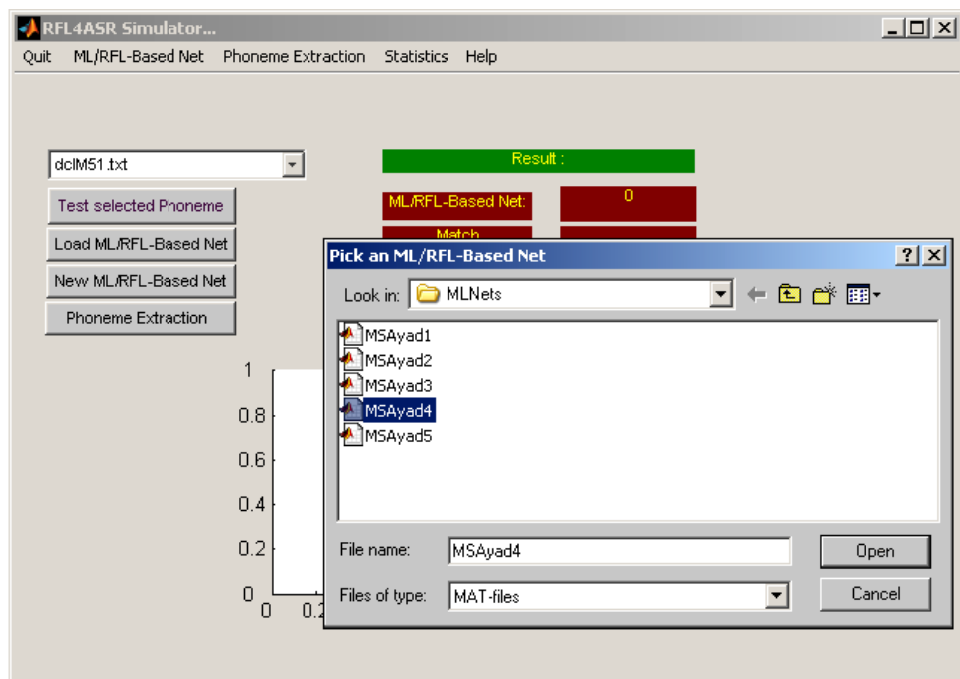 RFL4ASR Simulator...
Quit ML/RFL-Based Net Phoneme Extraction Statistics Help
dclM51.txt
Result :
Test selected Phoneme
ML/RFL-Based Net:
0
Load ML/RFL-Based Net
Match
New ML/RFL-Based Net
Phoneme Extraction
Pick an ML/RFL-Based Net
Look in: MLNets
MSAyad1
MSAyad2
MSAyad3
MSAyad4
MSAyad5
File name: MSAyad4 Open
Files of type: MAT-files Cancel
1
0.8
0.6
0.4
0.2
0
0 0.2